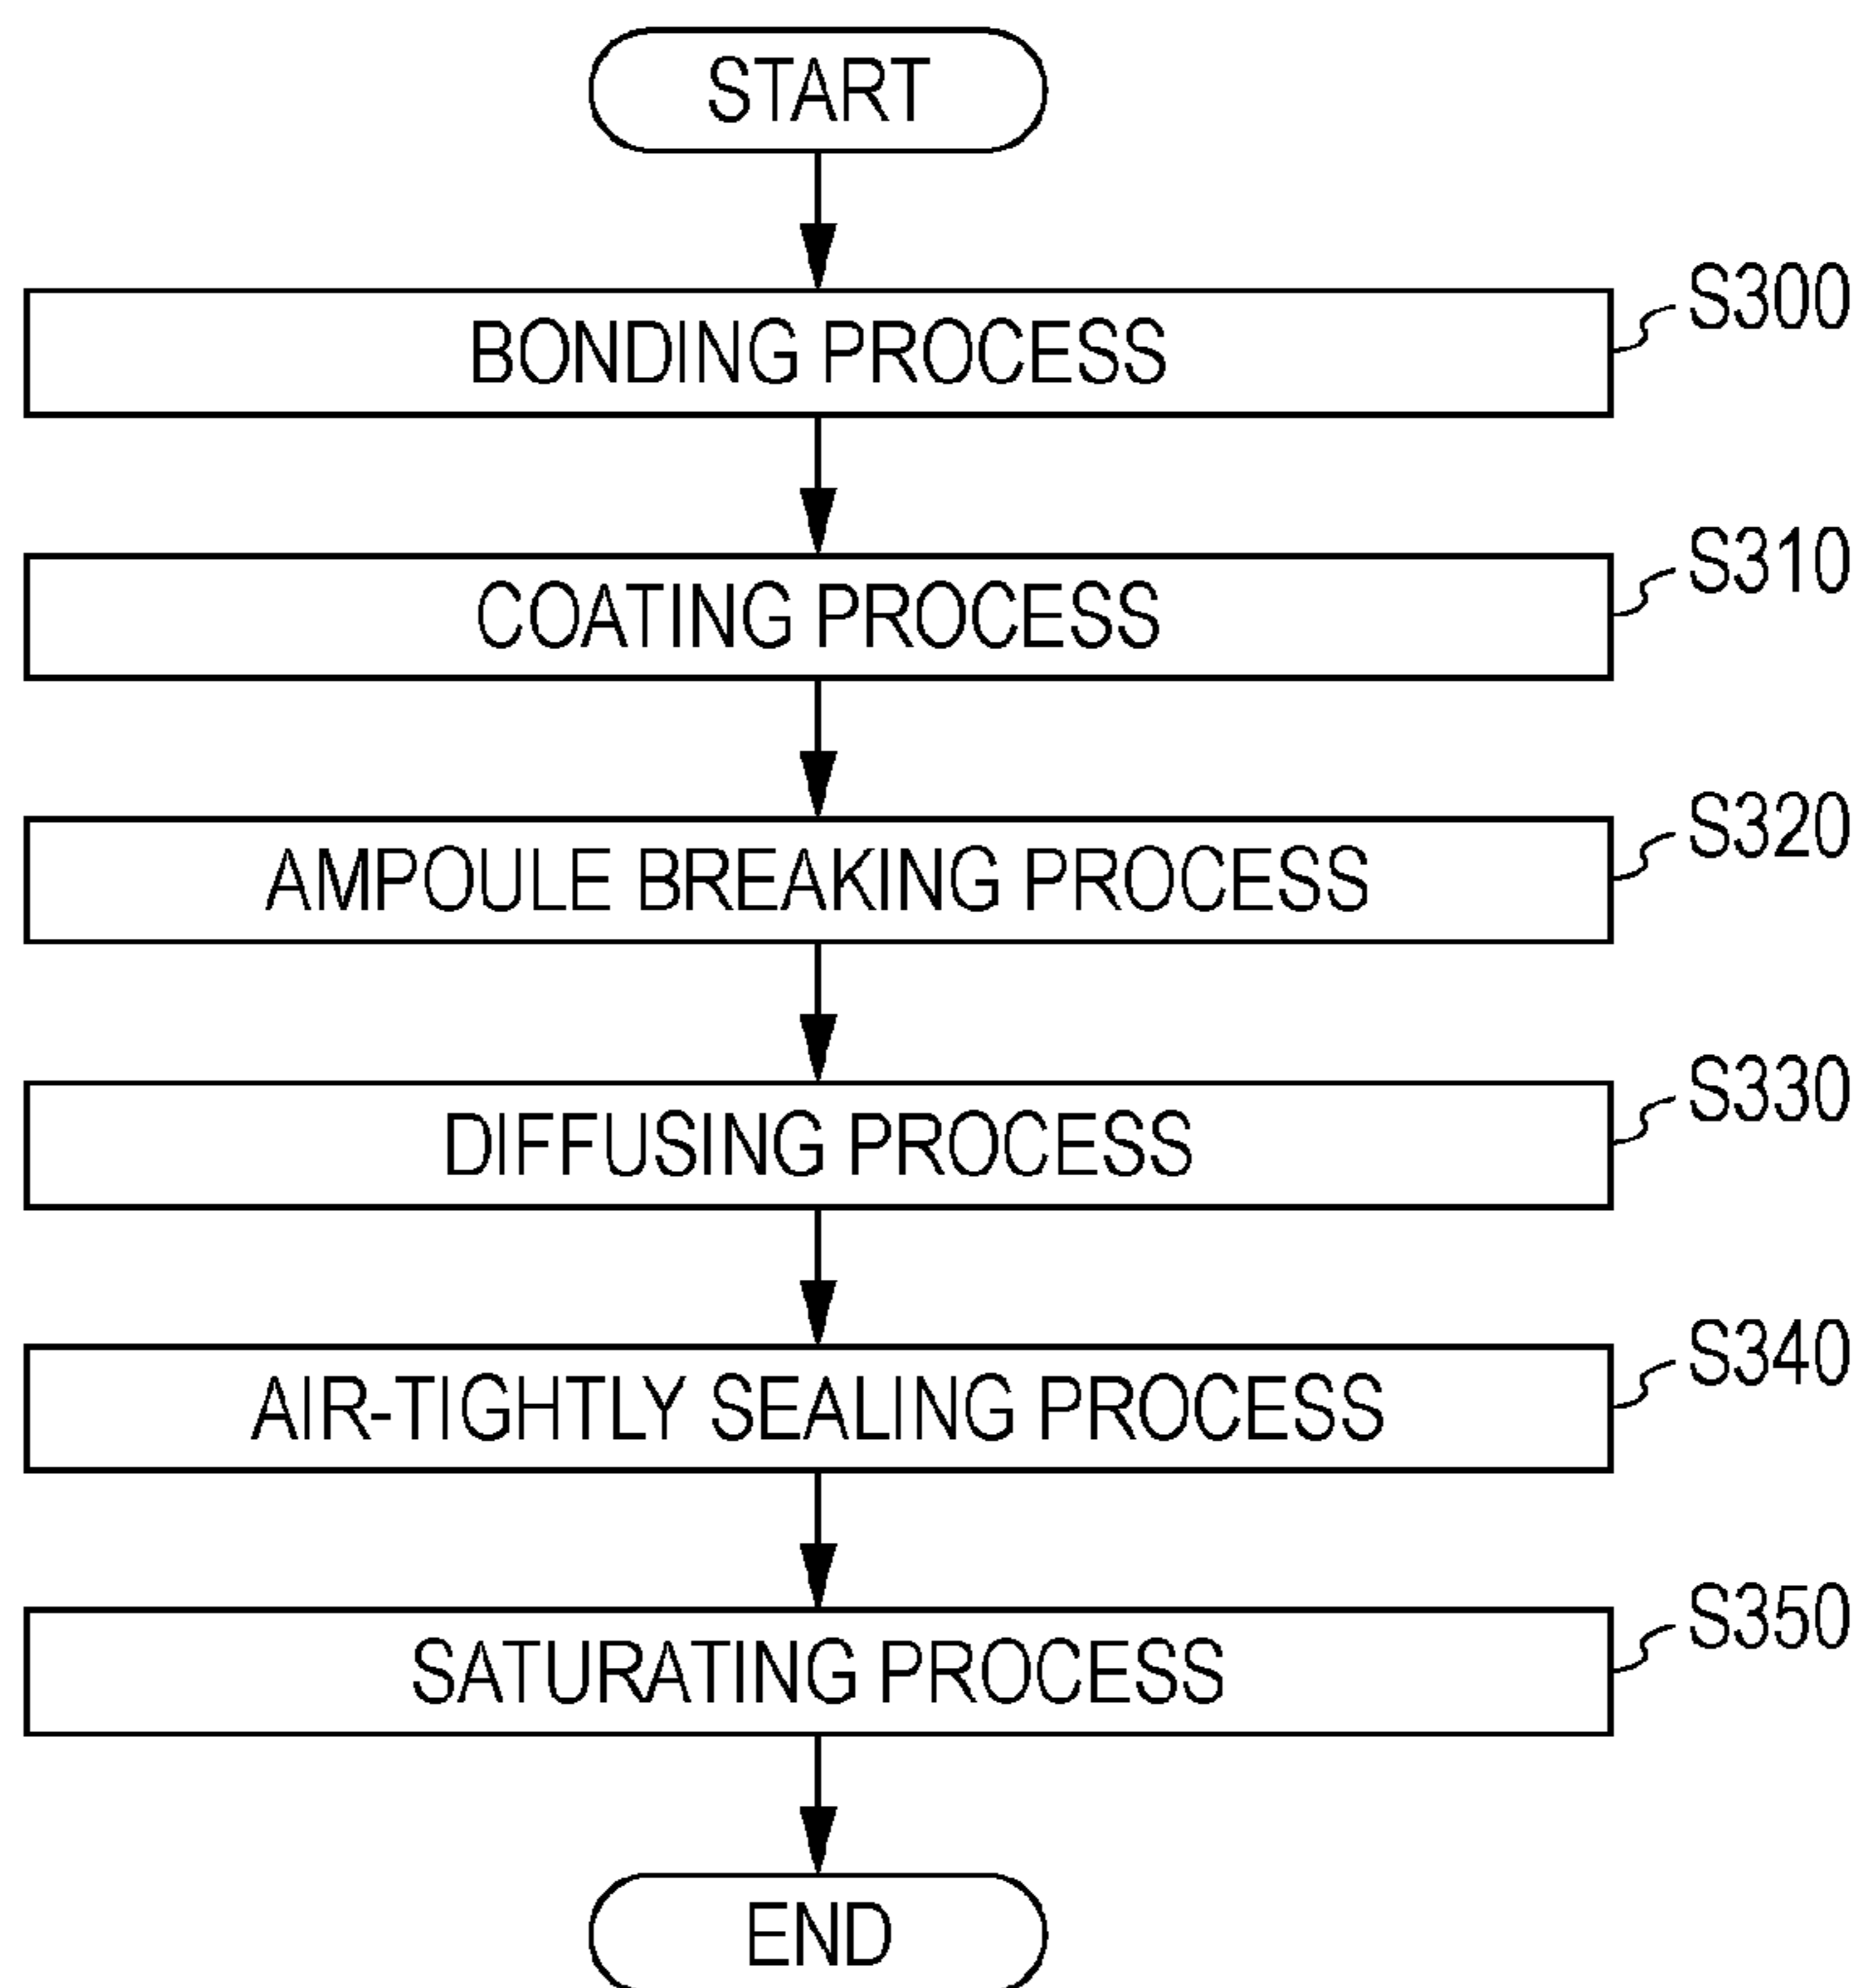 START
BONDING PROCESS
S300
COATING PROCESS
S310
AMPOULE BREAKING PROCESS
S320
DIFFUSING PROCESS
S330
AIR-TIGHTLY SEALING PROCESS
S340
SATURATING PROCESS
S350
END